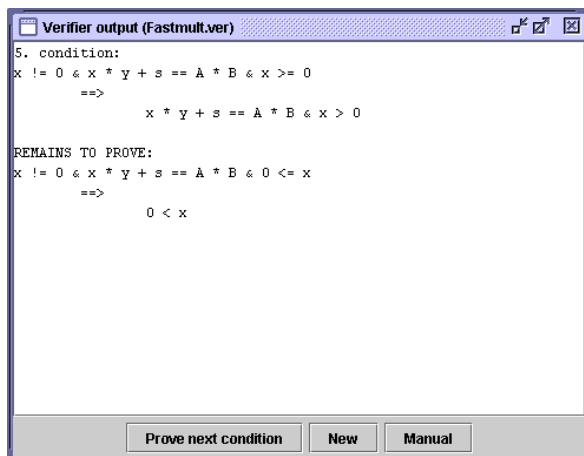 Verifier output (Fastmult.ver)
5. condition:
x != 0 & x * y + s == A * B & x >= 0
==>
x * y + s == A * B & x > 0
REMAINS TO PROVE:
x != 0 & x * y + s == A * B & 0 <= x
==>
0 < x
Prove next condition New Manual